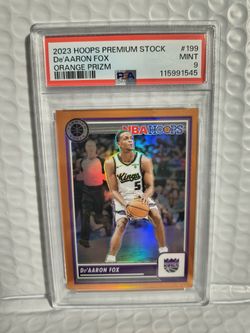 2023 HOOPS PREMIUM STOCK #199
De'AARON FOX MINT
ORANGE PRIZM 9
PSA 115991545
NBA HOOPS
Kings
5
De'AARON FOX